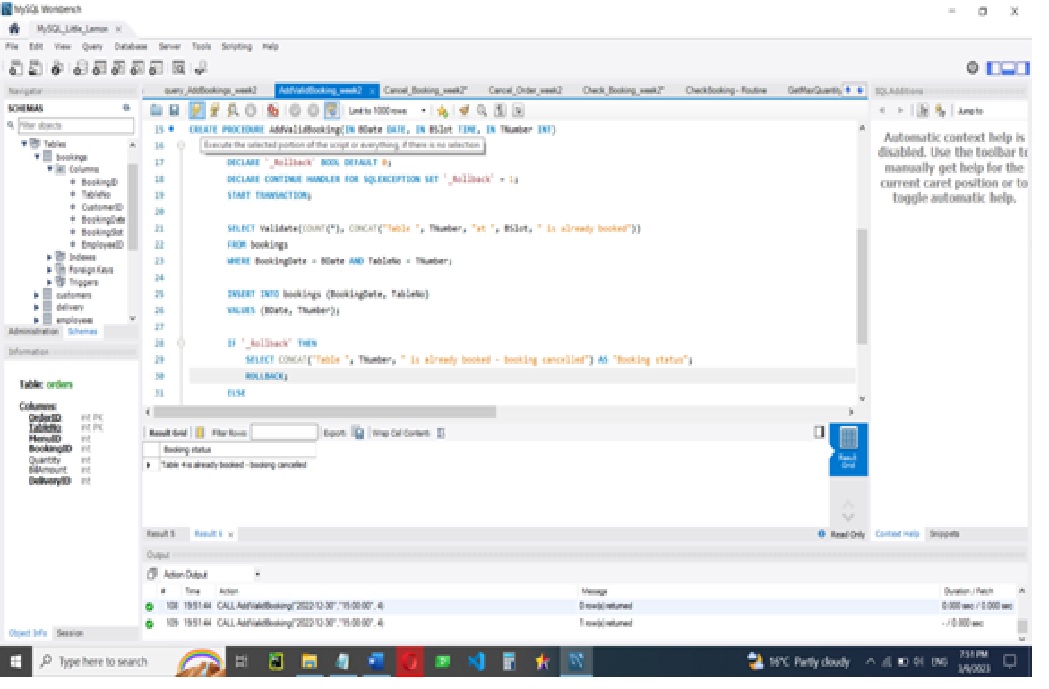 MySQL Workbench
MySQL_Little_Lemon ×
File Edit View Query Database Server Tools Scripting Help
Navigator
query_AddBookings_week2 AddValidBooking_week2 × Cancel_Booking_week2* Cancel_Order_week2 Check_Booking_week2* CheckBooking - Routine GetMaxQuantity
SQLAdditions
SCHEMAS
Limit to 1000 rows
Jump to
Filter objects
Tables
bookings
Columns
BookingID
TableNo
CustomerID
BookingDate
BookingSlot
EmployeeID
Indexes
Foreign Keys
Triggers
customers
delivery
employees
Administration Schemas
Information
Table: orders
Columns:
OrderID int PK
TableNo int PK
MenuID int
BookingID int
Quantity int
BillAmount int
DeliveryID int
Object Info Session
15 CREATE PROCEDURE AddValidBooking(IN BDate DATE, IN BSlot TIME, IN TNumber INT)
16
Execute the selected portion of the script or everything, if there is no selection
17 DECLARE `_Rollback` BOOL DEFAULT 0;
18 DECLARE CONTINUE HANDLER FOR SQLEXCEPTION SET `_Rollback` = 1;
19 START TRANSACTION;
20
21 SELECT Validate(COUNT(*), CONCAT("Table ", TNumber, "at ", BSlot, " is already booked"))
22 FROM bookings
23 WHERE BookingDate = BDate AND TableNo = TNumber;
24
25 INSERT INTO bookings (BookingDate, TableNo)
26 VALUES (BDate, TNumber);
27
28 IF `_Rollback` THEN
29 SELECT CONCAT("Table ", TNumber, " is already booked - booking cancelled") AS "Booking status";
30 ROLLBACK;
31 ELSE
Automatic context help is
disabled. Use the toolbar to
manually get help for the
current caret position or to
toggle automatic help.
Result Grid Filter Rows: Export: Wrap Cell Content:
Booking status
Table 4 is already booked - booking cancelled
Result
Grid
Result 5 Result 6 ×
Read Only
Context Help Snippets
Output
Action Output
# Time Action Message Duration / Fetch
108 19:51:44 CALL AddValidBooking("2022-12-30","15:00:00", 4) 0 row(s) returned 0.000 sec / 0.000 sec
109 19:51:44 CALL AddValidBooking("2022-12-30","15:00:00", 4) 1 row(s) returned - / 0.000 sec
Type here to search
16°C Partly cloudy
ENG
7:51 PM
3/6/2023